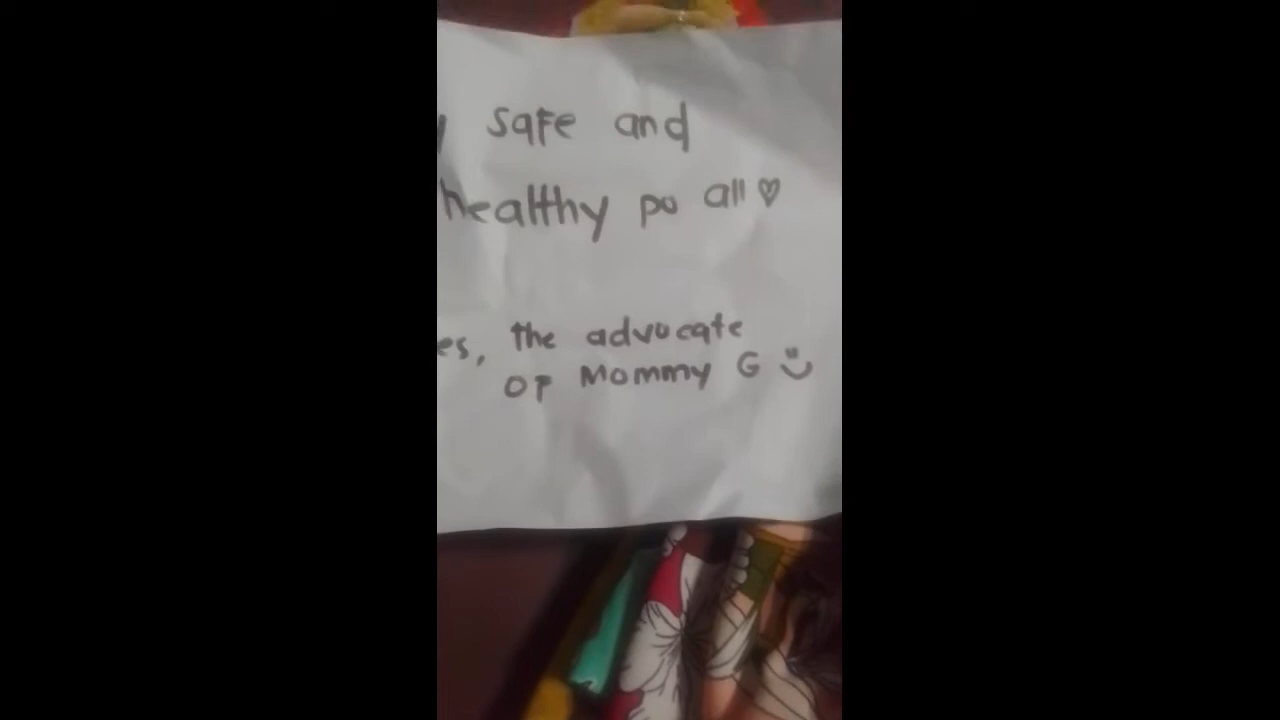 safe and
healthy po all♡
es, the advocate
OF Mommy G